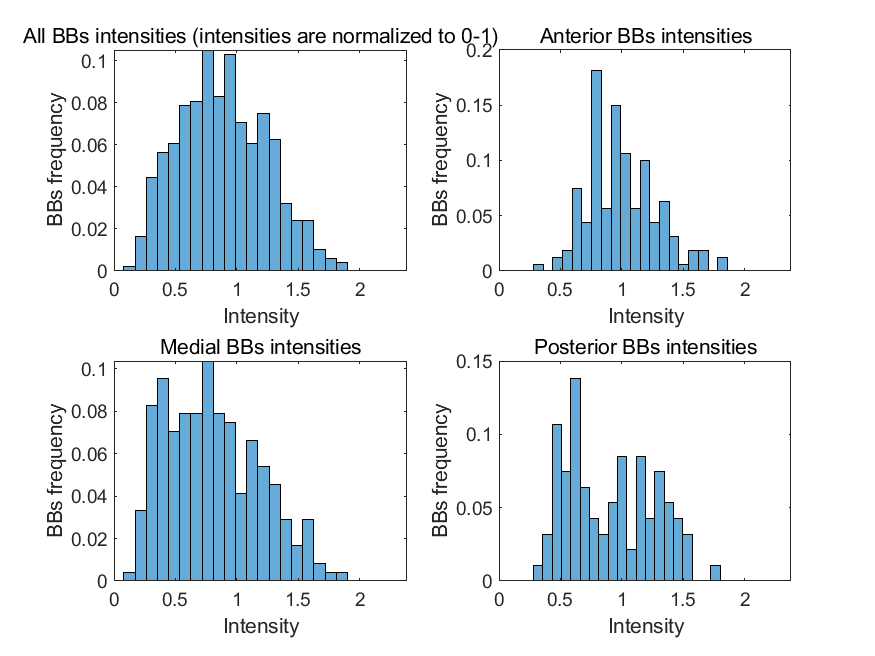 All BBs intensities (intensities are normalized to 0-1)
BBs frequency
0.1
0.08
0.06
0.04
0.02
0
0 0.5 1 1.5 2
Intensity
Anterior BBs intensities
BBs frequency
0.2
0.15
0.1
0.05
0
0 0.5 1 1.5 2
Intensity
Medial BBs intensities
BBs frequency
0.1
0.08
0.06
0.04
0.02
0
0 0.5 1 1.5 2
Intensity
Posterior BBs intensities
BBs frequency
0.15
0.1
0.05
0
0 0.5 1 1.5 2
Intensity